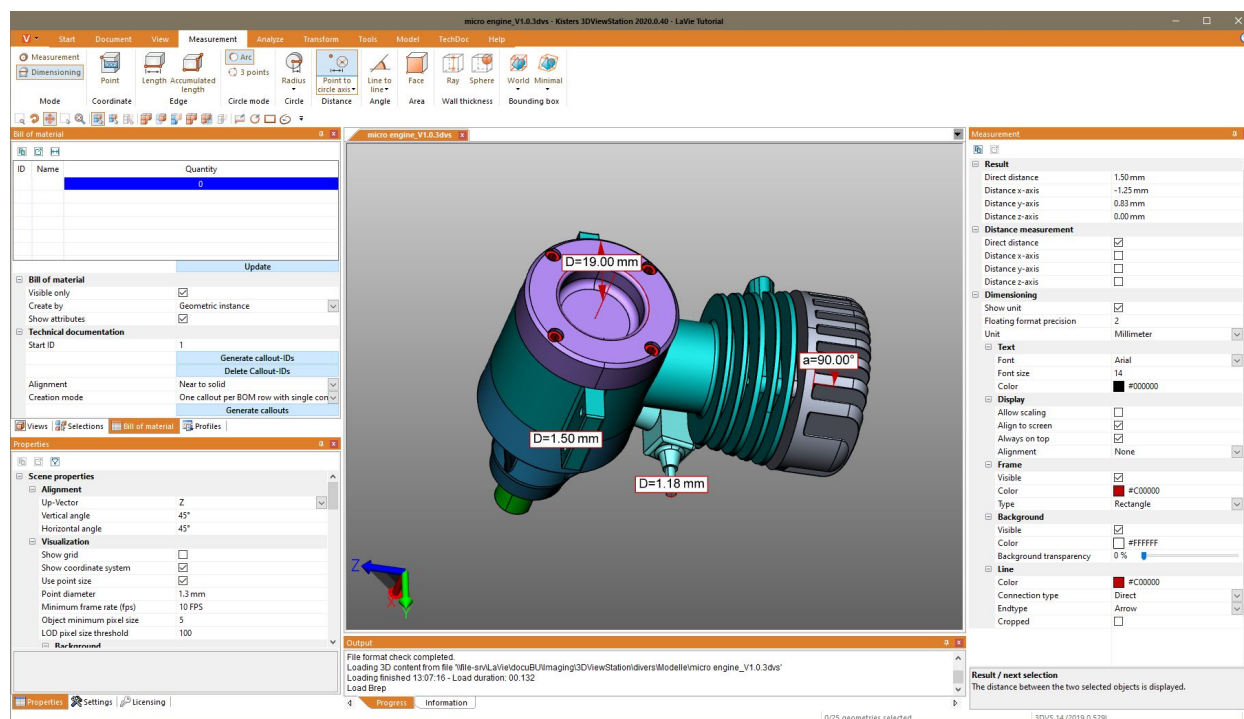 micro engine_V1.0.3dvs - Kisters 3DViewStation 2020.0.40 - LaVie Tutorial
V Start Document View Measurement Analyze Transform Tools Model TechDoc Help
Measurement
Dimensioning
Point
Length
Accumulated length
Arc
3 points
Radius
Point to circle axis
Line to line
Face
Ray
Sphere
World
Minimal
Mode Coordinate Edge Circle mode Circle Distance Angle Area Wall thickness Bounding box
Bill of material
ID Name Quantity
0
Update
Bill of material
Visible only
Create by Geometric instance
Show attributes
Technical documentation
Start ID 1
Generate callout-IDs
Delete Callout-IDs
Alignment Near to solid
Creation mode One callout per BOM row with single con
Generate callouts
Views Selections Bill of material Profiles
Properties
Scene properties
Alignment
Up-Vector Z
Vertical angle 45°
Horizontal angle 45°
Visualization
Show grid
Show coordinate system
Use point size
Point diameter 1.3 mm
Minimum frame rate (fps) 10 FPS
Object minimum pixel size 5
LOD pixel size threshold 100
Background
Properties Settings Licensing
micro engine_V1.0.3dvs
D=19.00 mm
a=90.00°
D=1.50 mm
D=1.18 mm
Z
X
Y
Output
File format check completed.
Loading 3D content from file '\\file-srv\LaVie\docuBU\Imaging\3DViewStation\divers\Modelle\micro engine_V1.0.3dvs'
Loading finished 13:07:16 - Load duration: 00.132
Load Brep
Progress Information
Measurement
Result
Direct distance 1.50 mm
Distance x-axis -1.25 mm
Distance y-axis 0.83 mm
Distance z-axis 0.00 mm
Distance measurement
Direct distance
Distance x-axis
Distance y-axis
Distance z-axis
Dimensioning
Show unit
Floating format precision 2
Unit Millimeter
Text
Font Arial
Font size 14
Color #000000
Display
Allow scaling
Align to screen
Always on top
Alignment None
Frame
Visible
Color #C00000
Type Rectangle
Background
Visible
Color #FFFFFF
Background transparency 0 %
Line
Color #C00000
Connection type Direct
Endtype Arrow
Cropped
Result / next selection
The distance between the two selected objects is displayed.
0/25 geometries selected 3DVS 14 (2019.0.529)